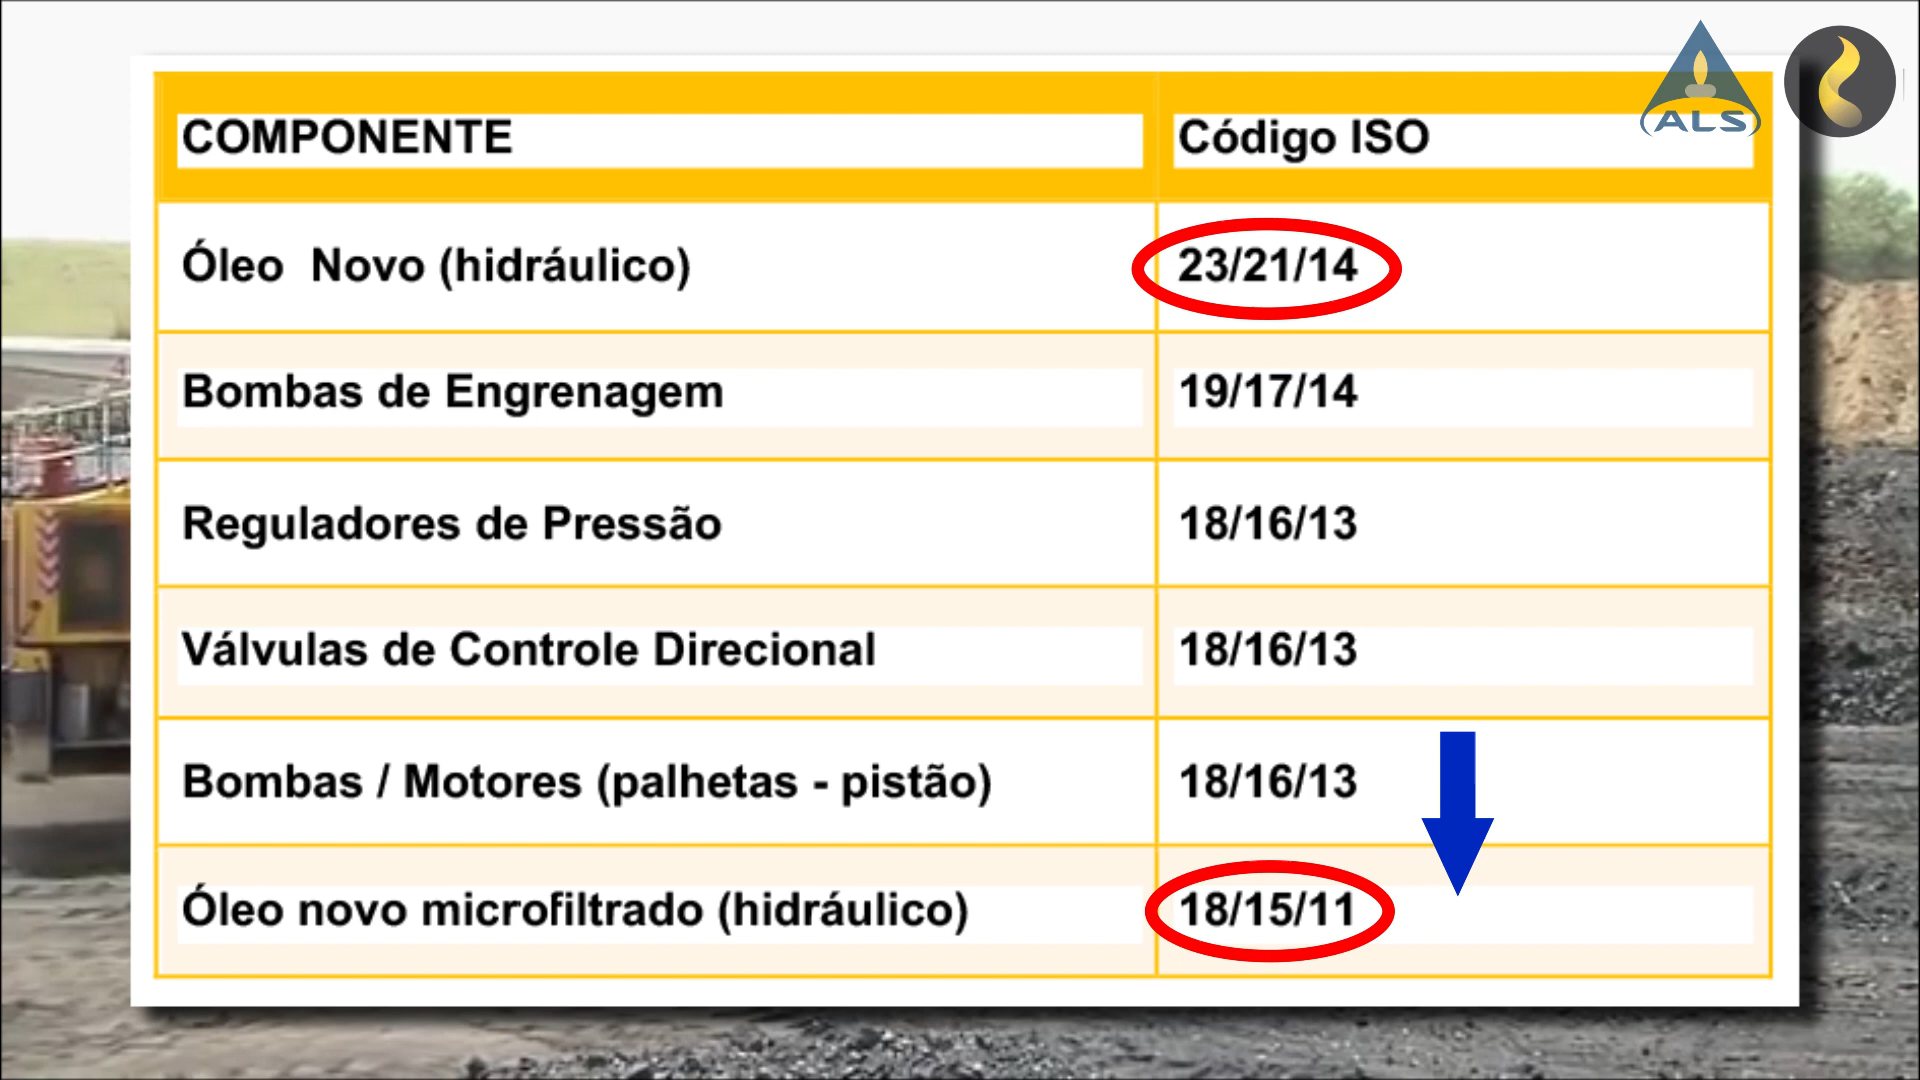 ALS
COMPONENTE Código ISO
Óleo Novo (hidráulico) 23/21/14
Bombas de Engrenagem 19/17/14
Reguladores de Pressão 18/16/13
Válvulas de Controle Direcional 18/16/13
Bombas / Motores (palhetas - pistão) 18/16/13
Óleo novo microfiltrado (hidráulico) 18/15/11